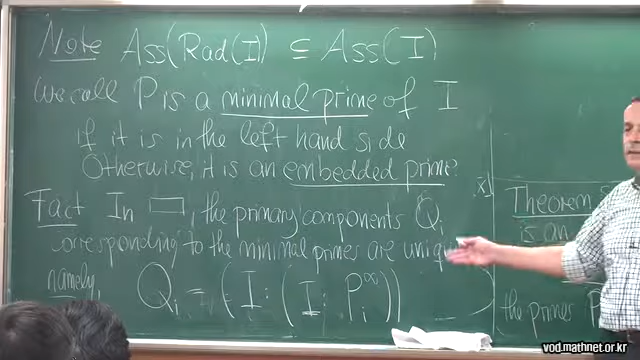 Note Ass(Rad(I)) ⊆ Ass(I)
We call P is a minimal prime of I
if it is in the left hand side
Otherwise, it is an embedded prime.
Fact In ▭, the primary components Qᵢ
corresponding to the minimal primes are uniq
namely, Qᵢ = (I : (I : Pᵢ^∞))
Theorem
is an
the primes
vod.mathnet.or.kr